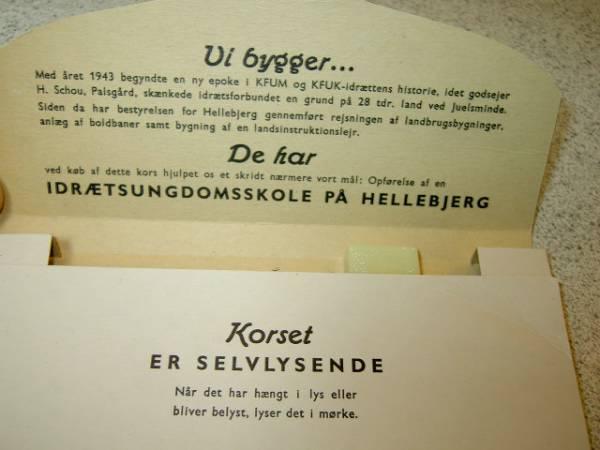 Vi bygger...
Med året 1943 begyndte en ny epoke i KFUM og KFUK-idrættens historie, idet godsejer
H. Schou, Palsgård, skænkede idrætsforbundet en grund på 28 tdr. land ved Juelsminde.
Siden da har bestyrelsen for Hellebjerg gennemført rejsningen af landbrugsbygninger,
anlæg af boldbaner samt bygning af en landsinstruktionslejr.
De har
ved køb af dette kors hjulpet os et skridt nærmere vort mål: Opførelse af en
IDRÆTSUNGDOMSSKOLE PÅ HELLEBJERG
Korset
ER SELVLYSENDE
Når det har hængt i lys eller
bliver belyst, lyser det i mørke.